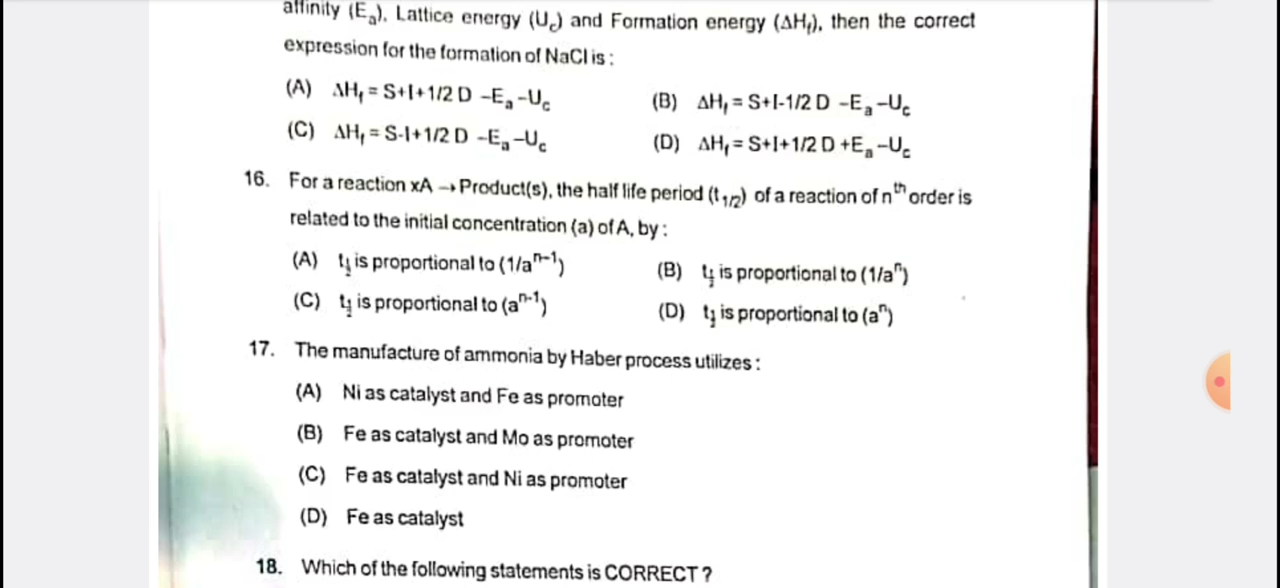 affinity (Eₐ), Lattice energy (U꜀) and Formation energy (ΔHf), then the correct
expression for the formation of NaCl is :
(A) ΔHf = S+I+1/2 D –Eₐ –U꜀ (B) ΔHf = S+I-1/2 D –Eₐ –U꜀
(C) ΔHf = S-I+1/2 D –Eₐ –U꜀ (D) ΔHf = S+I+1/2 D +Eₐ –U꜀
16. For a reaction xA → Product(s), the half life period (t₁/₂) of a reaction of nᵗʰ order is
related to the initial concentration (a) of A, by :
(A) t½ is proportional to (1/aⁿ⁻¹) (B) t½ is proportional to (1/aⁿ)
(C) t½ is proportional to (aⁿ⁻¹) (D) t½ is proportional to (aⁿ)
17. The manufacture of ammonia by Haber process utilizes :
(A) Ni as catalyst and Fe as promoter
(B) Fe as catalyst and Mo as promoter
(C) Fe as catalyst and Ni as promoter
(D) Fe as catalyst
18. Which of the following statements is CORRECT ?